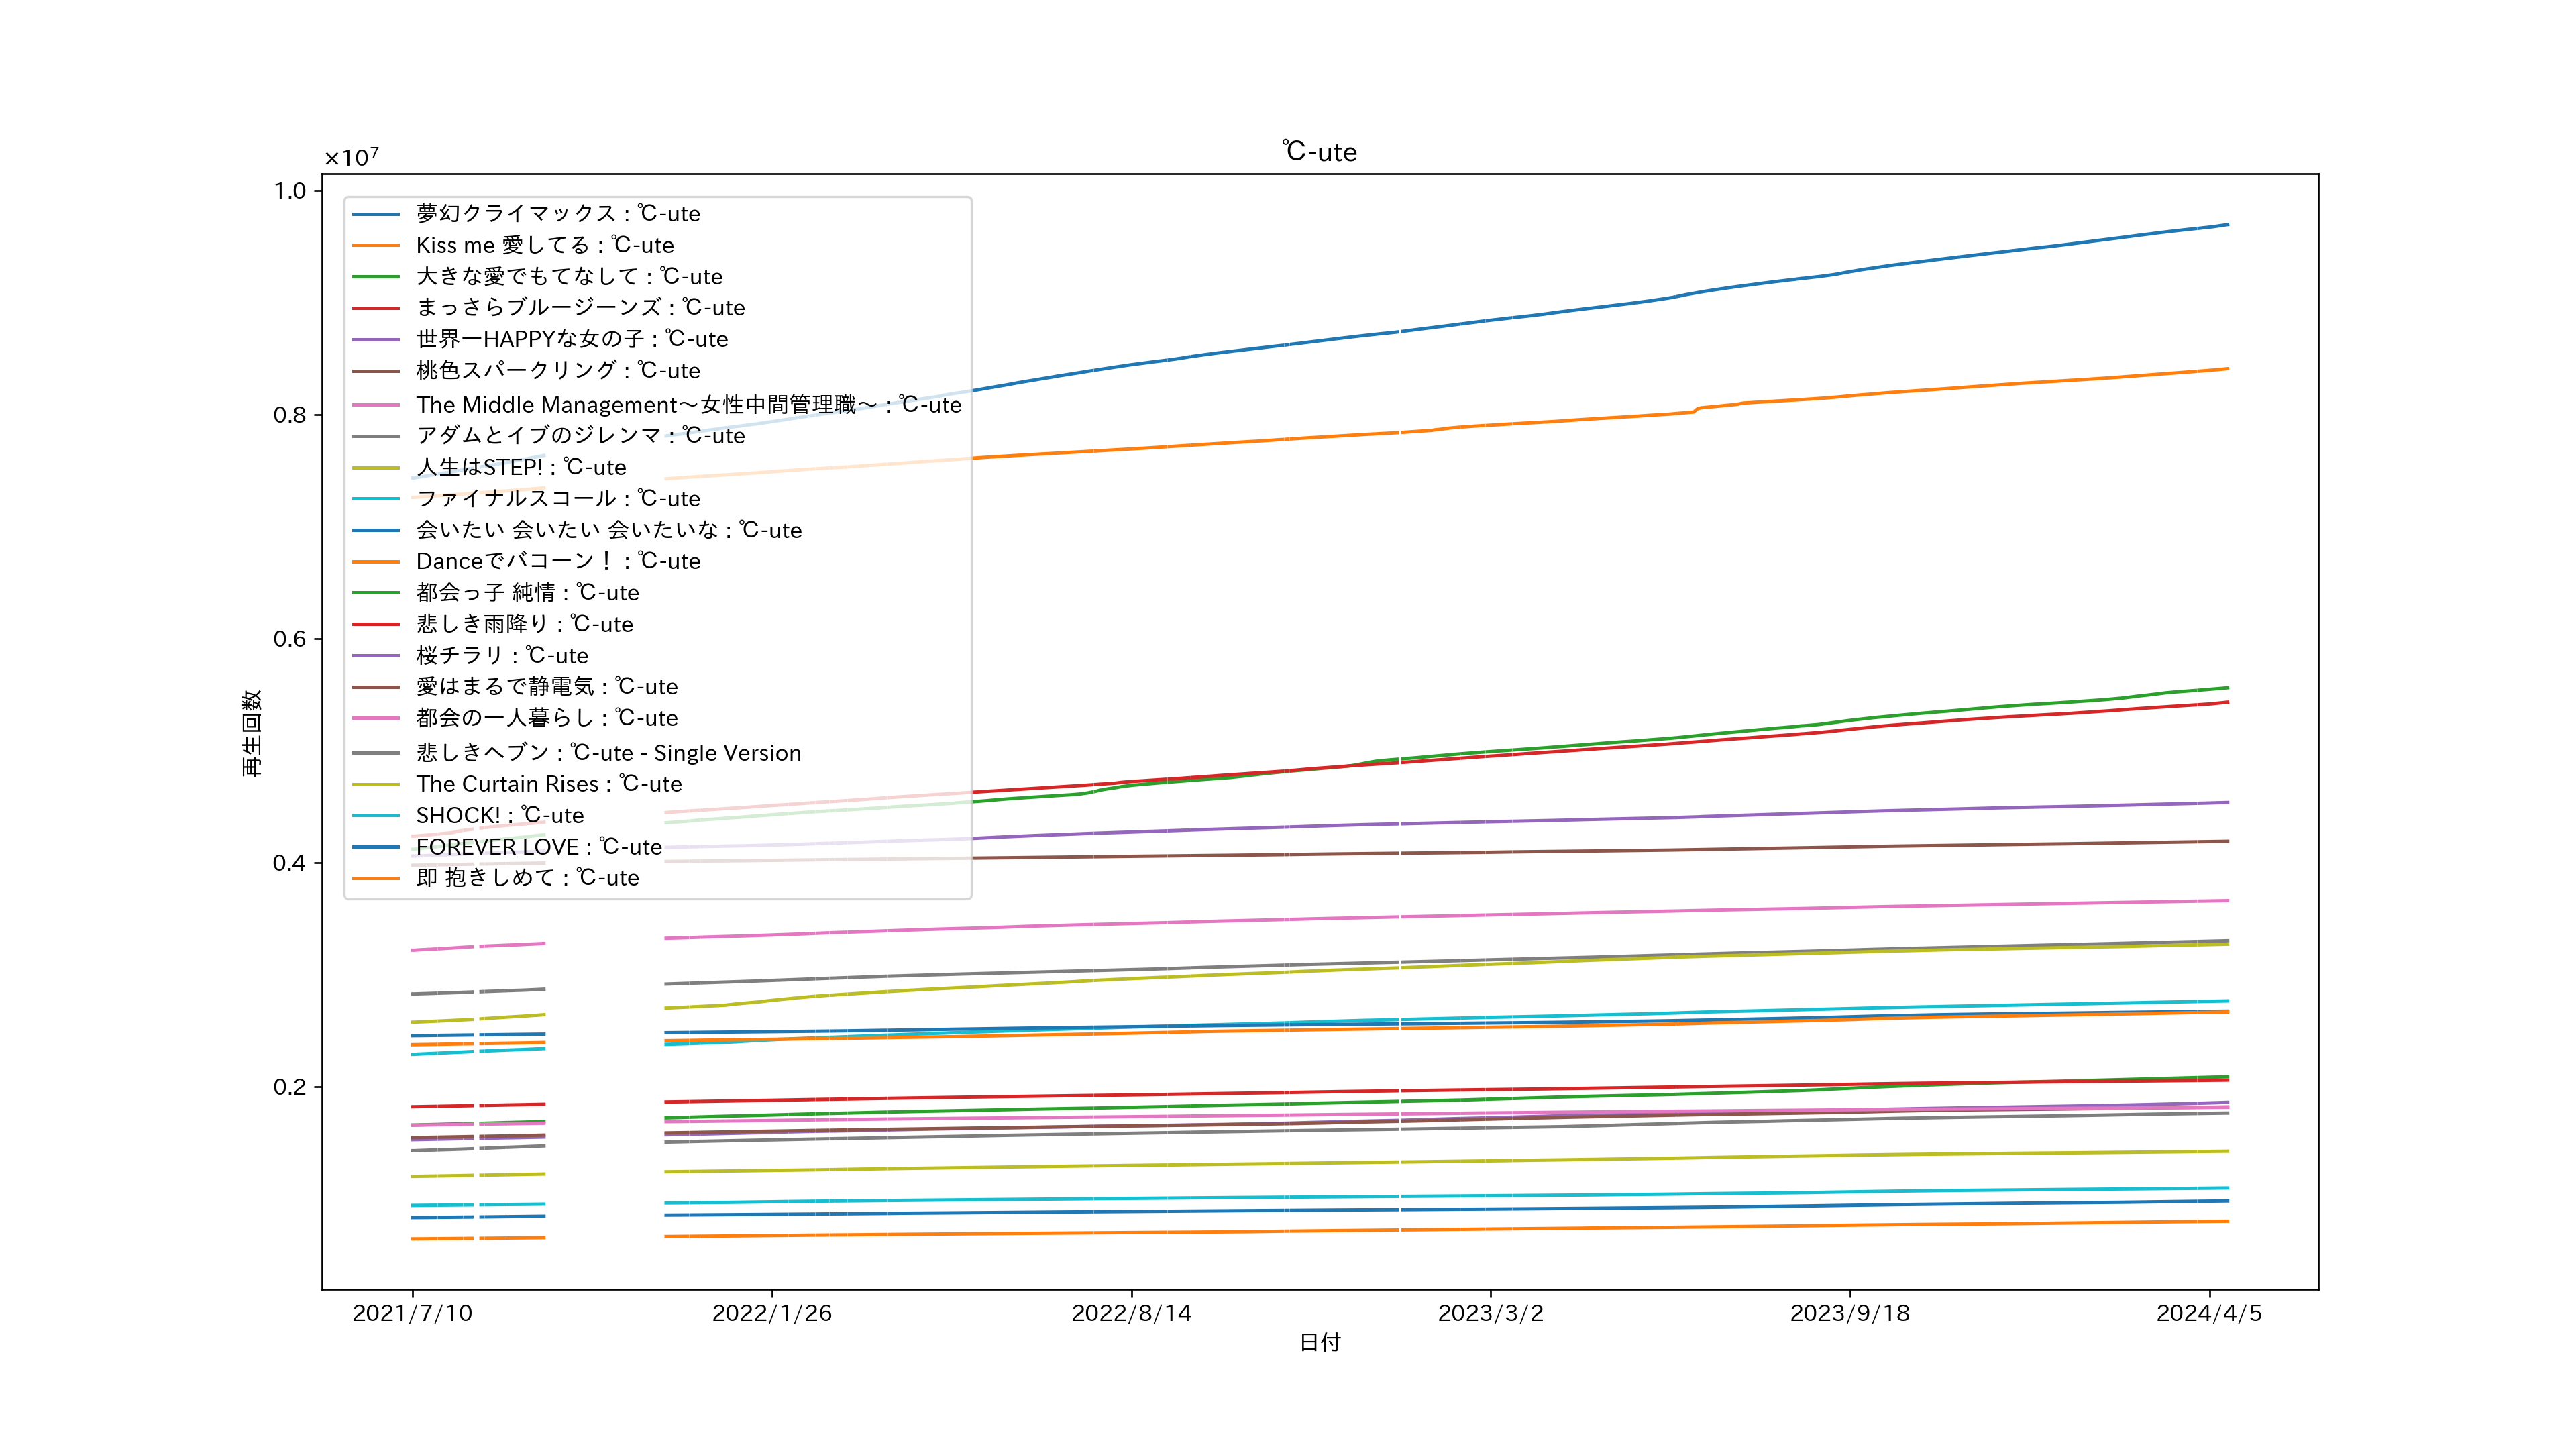 ℃-ute
×10⁷
1.0
0.8
0.6
0.4
0.2
再生回数
夢幻クライマックス : ℃-ute
Kiss me 愛してる : ℃-ute
大きな愛でもてなして : ℃-ute
まっさらブルージーンズ : ℃-ute
世界一HAPPYな女の子 : ℃-ute
桃色スパークリング : ℃-ute
The Middle Management～女性中間管理職～ : ℃-ute
アダムとイブのジレンマ : ℃-ute
人生はSTEP! : ℃-ute
ファイナルスコール : ℃-ute
会いたい 会いたい 会いたいな : ℃-ute
Danceでバコーン！ : ℃-ute
都会っ子 純情 : ℃-ute
悲しき雨降り : ℃-ute
桜チラリ : ℃-ute
愛はまるで静電気 : ℃-ute
都会の一人暮らし : ℃-ute
悲しきヘブン : ℃-ute - Single Version
The Curtain Rises : ℃-ute
SHOCK! : ℃-ute
FOREVER LOVE : ℃-ute
即 抱きしめて : ℃-ute
2021/7/10
2022/1/26
2022/8/14
2023/3/2
2023/9/18
2024/4/5
日付